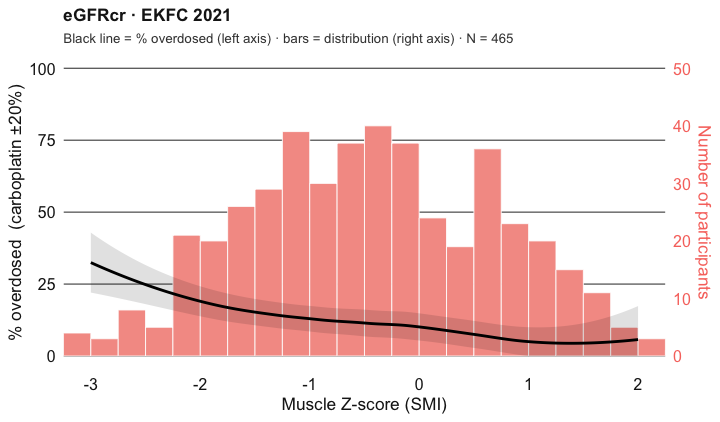 eGFRcr · EKFC 2021
Black line = % overdosed (left axis) · bars = distribution (right axis) · N = 465
100
75
50
25
0
% overdosed (carboplatin ±20%)
50
40
30
20
10
0
Number of participants
-3 -2 -1 0 1 2
Muscle Z-score (SMI)